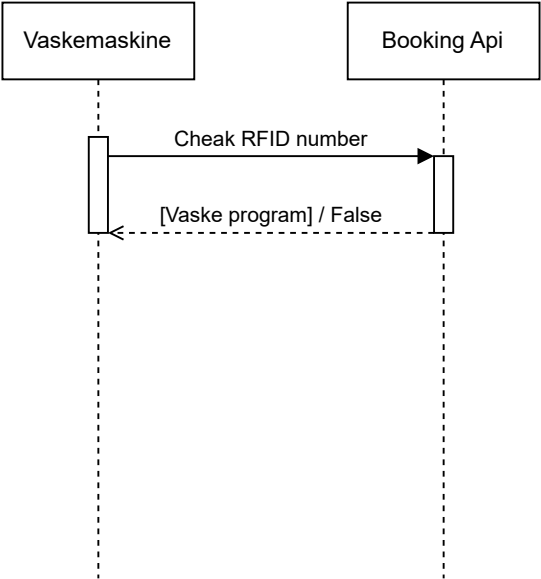 Vaskemaskine
Booking Api
Cheak RFID number
[Vaske program] / False